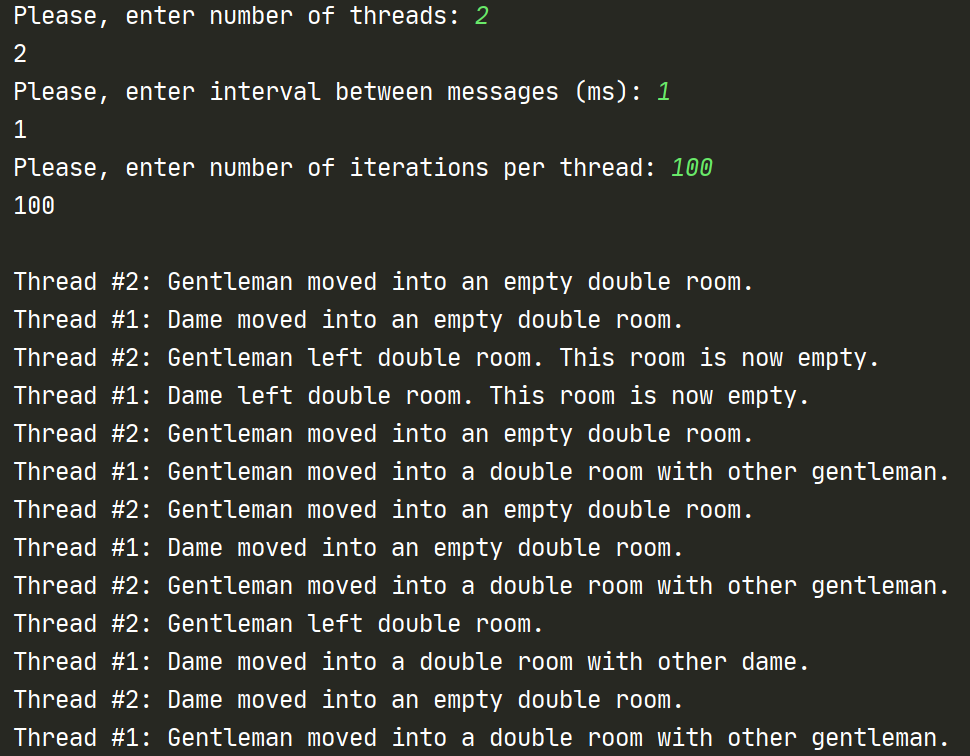 Please, enter number of threads: 2
2
Please, enter interval between messages (ms): 1
1
Please, enter number of iterations per thread: 100
100
Thread #2: Gentleman moved into an empty double room.
Thread #1: Dame moved into an empty double room.
Thread #2: Gentleman left double room. This room is now empty.
Thread #1: Dame left double room. This room is now empty.
Thread #2: Gentleman moved into an empty double room.
Thread #1: Gentleman moved into a double room with other gentleman.
Thread #2: Gentleman moved into an empty double room.
Thread #1: Dame moved into an empty double room.
Thread #2: Gentleman moved into a double room with other gentleman.
Thread #2: Gentleman left double room.
Thread #1: Dame moved into a double room with other dame.
Thread #2: Dame moved into an empty double room.
Thread #1: Gentleman moved into a double room with other gentleman.